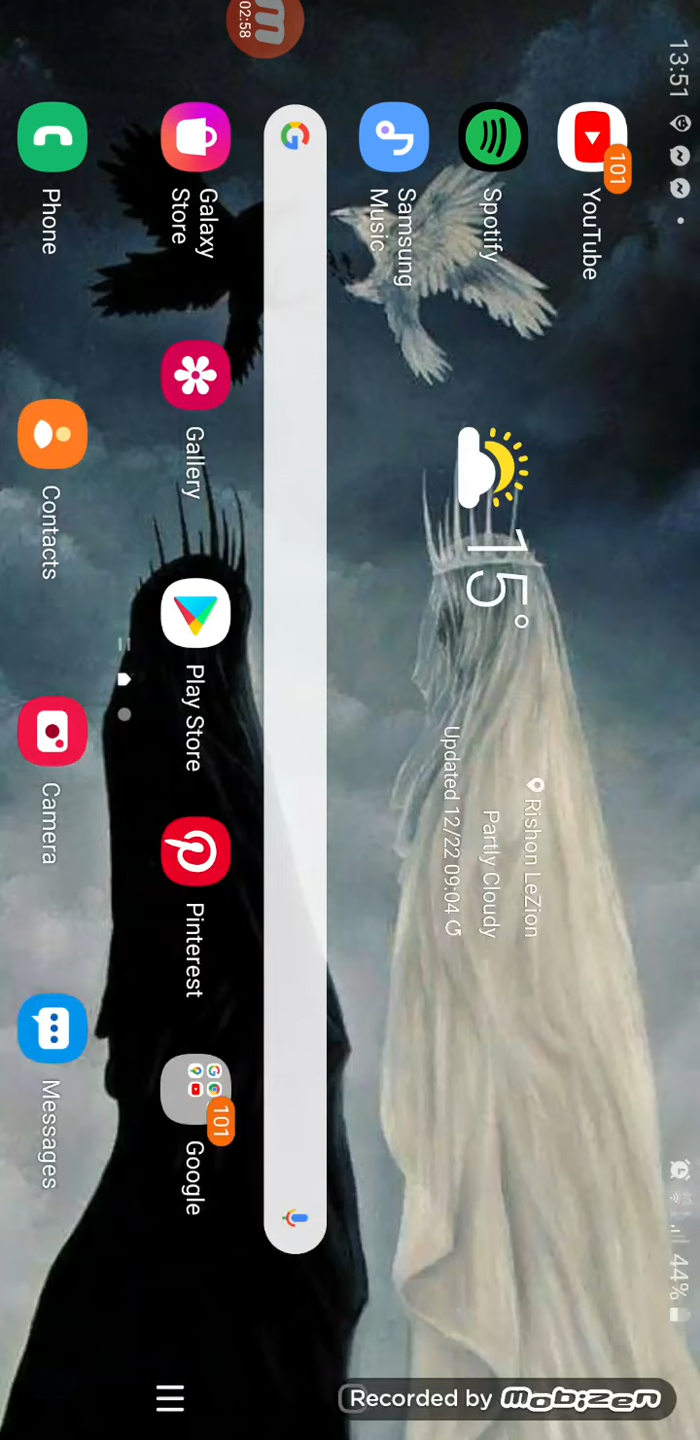 13:51
44%
YouTube
101
Spotify
Samsung
Music
15°
Rishon LeZion
Partly Cloudy
Updated 12/22 09:04
Galaxy
Store
Gallery
Play Store
Pinterest
Google
101
Phone
Contacts
Camera
Messages
02:58
Recorded by mobizen